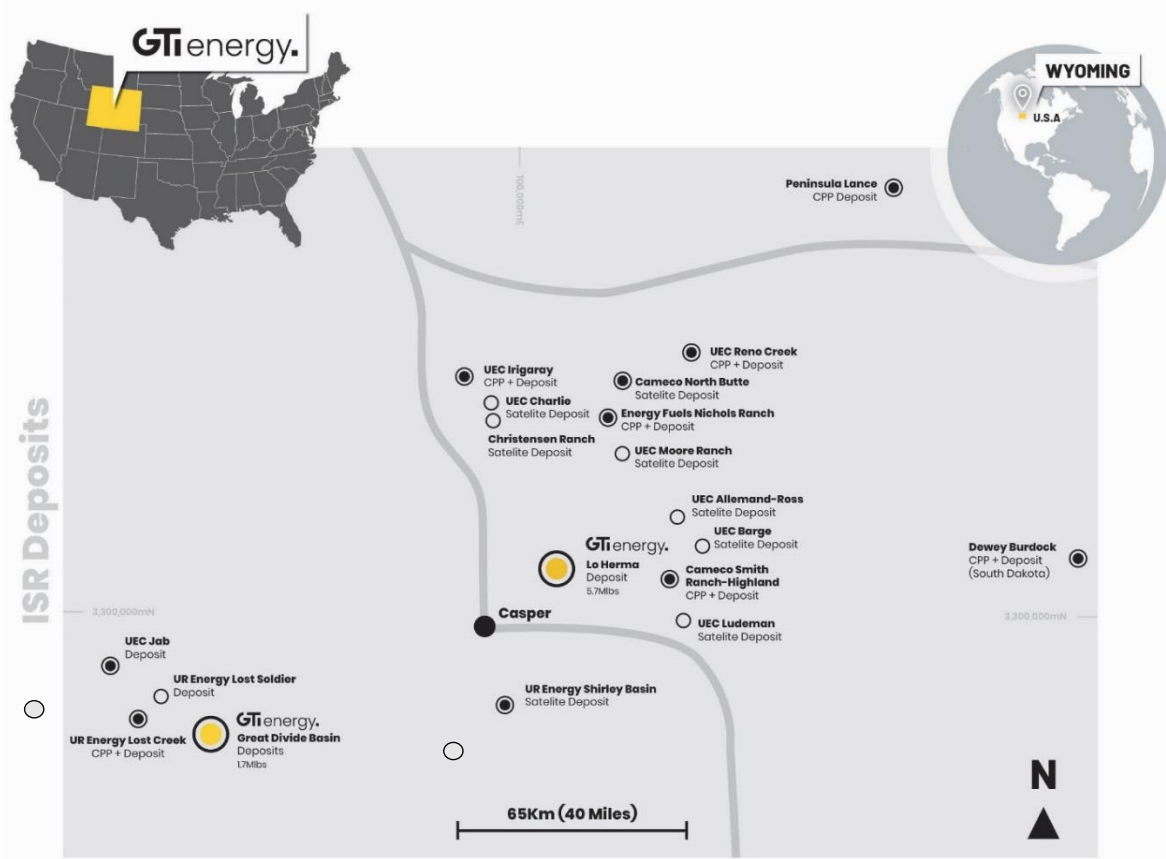 GTi energy.
WYOMING
U.S.A
100,000mE
Peninsula Lance
CPP Deposit
UEC Reno Creek
CPP + Deposit
UEC Irigaray
CPP + Deposit
Cameco North Butte
Satelite Deposit
UEC Charlie
Satelite Deposit
Energy Fuels Nichols Ranch
CPP + Deposit
Christensen Ranch
Satelite Deposit
UEC Moore Ranch
Satelite Deposit
ISR Deposits
UEC Allemand-Ross
Satelite Deposit
UEC Barge
Satelite Deposit
GTi energy.
Lo Herma
Deposit
5.7Mlbs
Dewey Burdock
CPP + Deposit
(South Dakota)
Cameco Smith
Ranch-Highland
CPP + Deposit
3,300,000mN
Casper
3,300,000mN
UEC Ludeman
Satelite Deposit
UEC Jab
Deposit
UR Energy Lost Soldier
Deposit
UR Energy Shirley Basin
Satelite Deposit
GTi energy.
UR Energy Lost Creek
CPP + Deposit
Great Divide Basin
Deposits
1.7Mlbs
65Km (40 Miles)
N